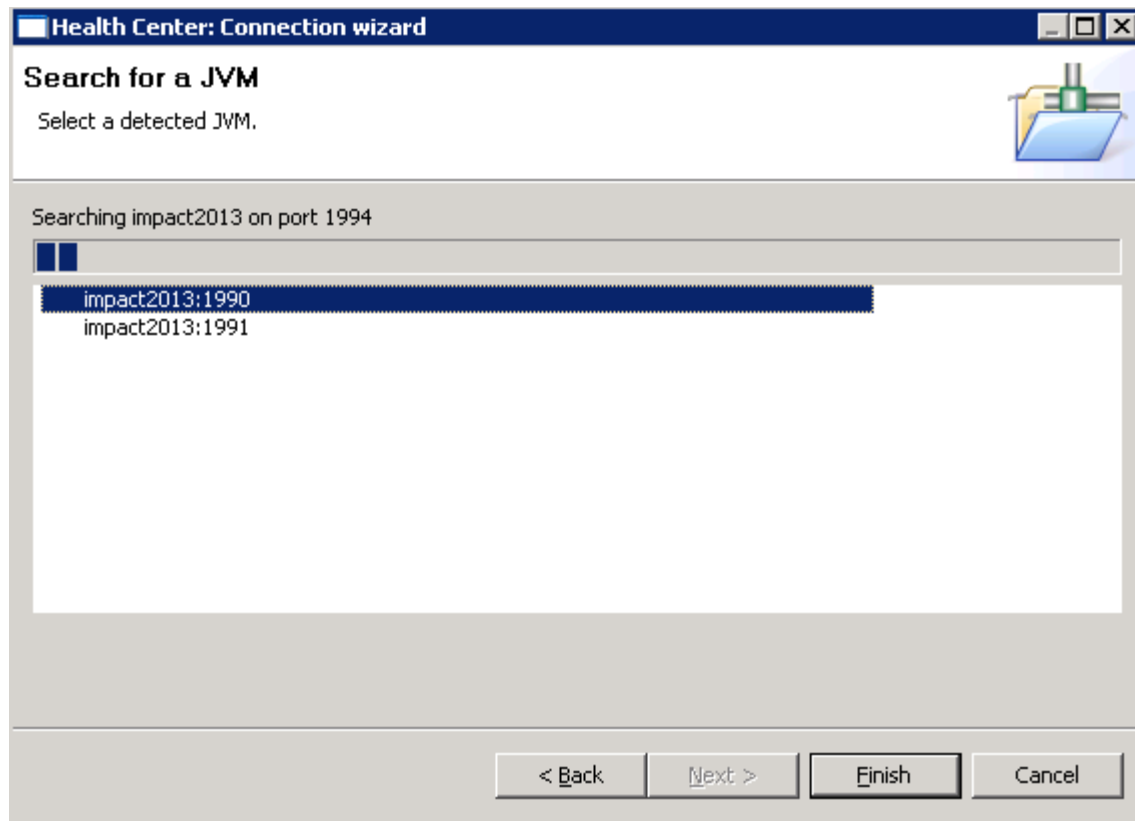 Health Center: Connection wizard
Search for a JVM
Select a detected JVM.
Searching impact2013 on port 1994
impact2013:1990
impact2013:1991
< Back Next > Finish Cancel